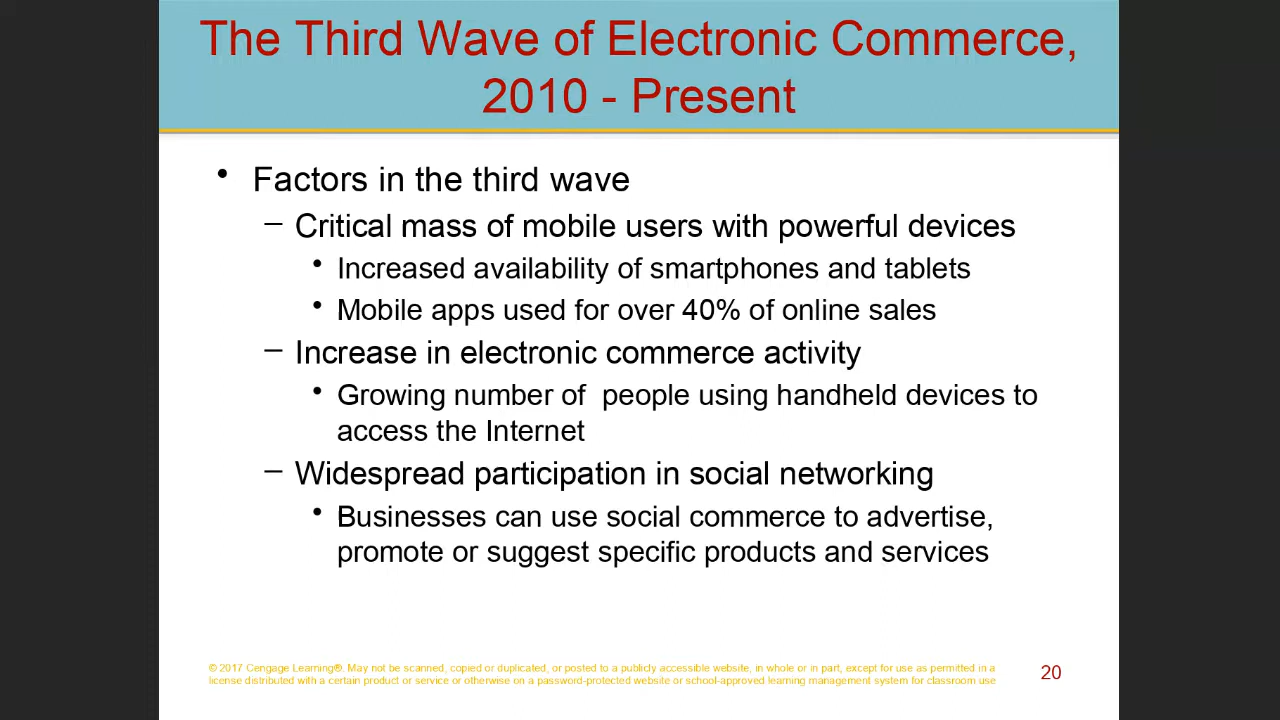 The Third Wave of Electronic Commerce,
2010 - Present
• Factors in the third wave
– Critical mass of mobile users with powerful devices
• Increased availability of smartphones and tablets
• Mobile apps used for over 40% of online sales
– Increase in electronic commerce activity
• Growing number of  people using handheld devices to
access the Internet
– Widespread participation in social networking
• Businesses can use social commerce to advertise,
promote or suggest specific products and services
© 2017 Cengage Learning®. May not be scanned, copied or duplicated, or posted to a publicly accessible website, in whole or in part, except for use as permitted in a
license distributed with a certain product or service or otherwise on a password-protected website or school-approved learning management system for classroom use
20